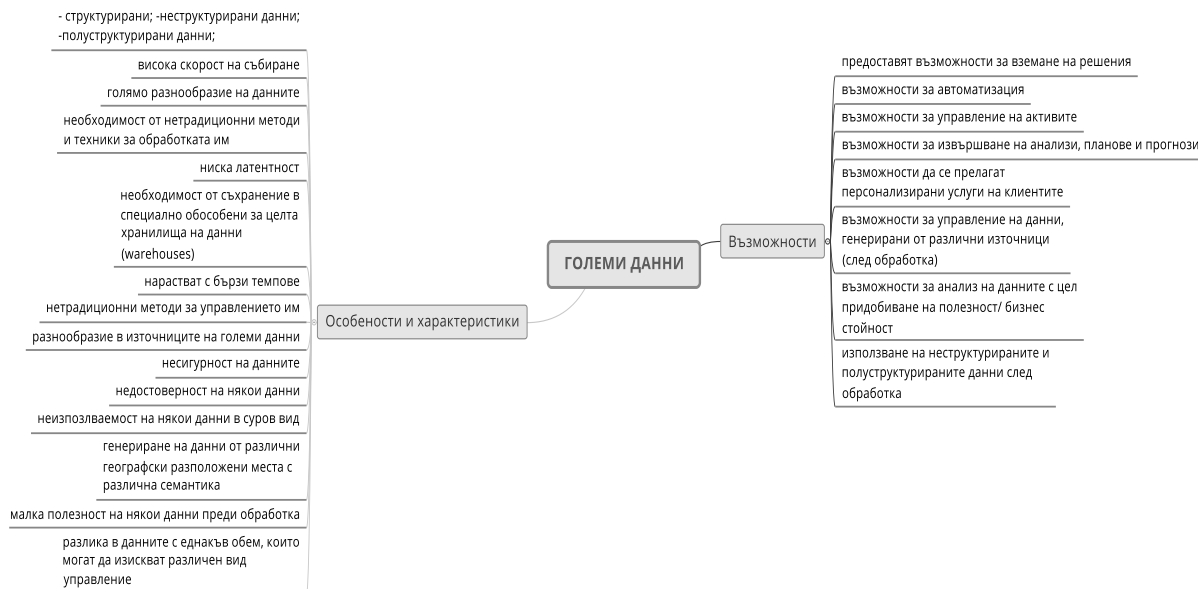 - структурирани; -неструктурирани данни;
-полуструктурирани данни;
висока скорост на събиране
голямо разнообразие на данните
необходимост от нетрадиционни методи
и техники за обработката им
ниска латентност
необходимост от съхранение в
специално обособени за целта
хранилища на данни
(warehouses)
нарастват с бързи темпове
нетрадиционни методи за управлението им
разнообразие в източниците на големи данни
несигурност на данните
недостоверност на някои данни
неизпозлваемост на някои данни в суров вид
генериране на данни от различни
географски разположени места с
различна семантика
малка полезност на някои данни преди обработка
разлика в данните с еднакъв обем, които
могат да изискват различен вид
управление
Особености и характеристики
ГОЛЕМИ ДАННИ
Възможности
предоставят възможности за вземане на решения
възможности за автоматизация
възможности за управление на активите
възможности за извършване на анализи, планове и прогнози
възможности да се прелагат
персонализирани услуги на клиентите
възможности за управление на данни,
генерирани от различни източници
(след обработка)
възможности за анализ на данните с цел
придобиване на полезност/ бизнес
стойност
използване на неструктурираните и
полуструктурираните данни след
обработка